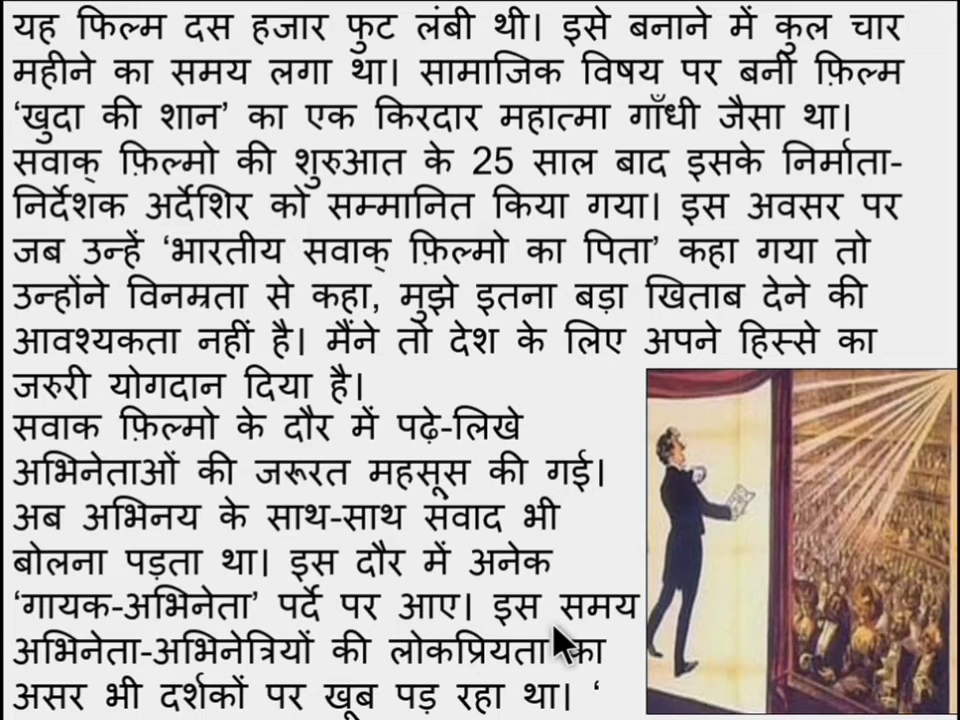 यह फिल्म दस हजार फुट लंबी थी। इसे बनाने में कुल चार
महीने का समय लगा था। सामाजिक विषय पर बनी फ़िल्म
‘खुदा की शान’ का एक किरदार महात्मा गाँधी जैसा था।
सवाक् फ़िल्मो की शुरुआत के 25 साल बाद इसके निर्माता-
निर्देशक अर्देशिर को सम्मानित किया गया। इस अवसर पर
जब उन्हें ‘भारतीय सवाक् फ़िल्मो का पिता’ कहा गया तो
उन्होंने विनम्रता से कहा, मुझे इतना बड़ा खिताब देने की
आवश्यकता नहीं है। मैंने तो देश के लिए अपने हिस्से का
जरुरी योगदान दिया है।
सवाक फ़िल्मो के दौर में पढ़े-लिखे
अभिनेताओं की जरूरत महसूस की गई।
अब अभिनय के साथ-साथ संवाद भी
बोलना पड़ता था। इस दौर में अनेक
‘गायक-अभिनेता’ पर्दे पर आए। इस समय
अभिनेता-अभिनेत्रियों की लोकप्रियता का
असर भी दर्शकों पर खूब पड़ रहा था। ‘